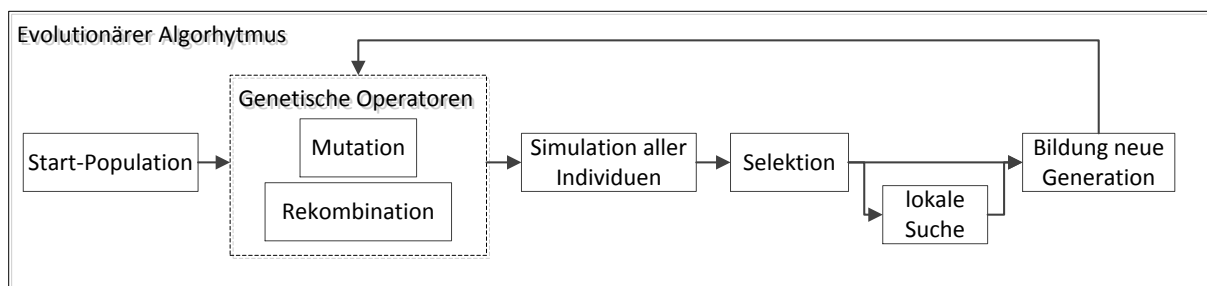 Evolutionärer Algorhytmus
Genetische Operatoren
Mutation
Rekombination
Start-Population
Simulation aller
Individuen
Selektion
lokale
Suche
Bildung neue
Generation